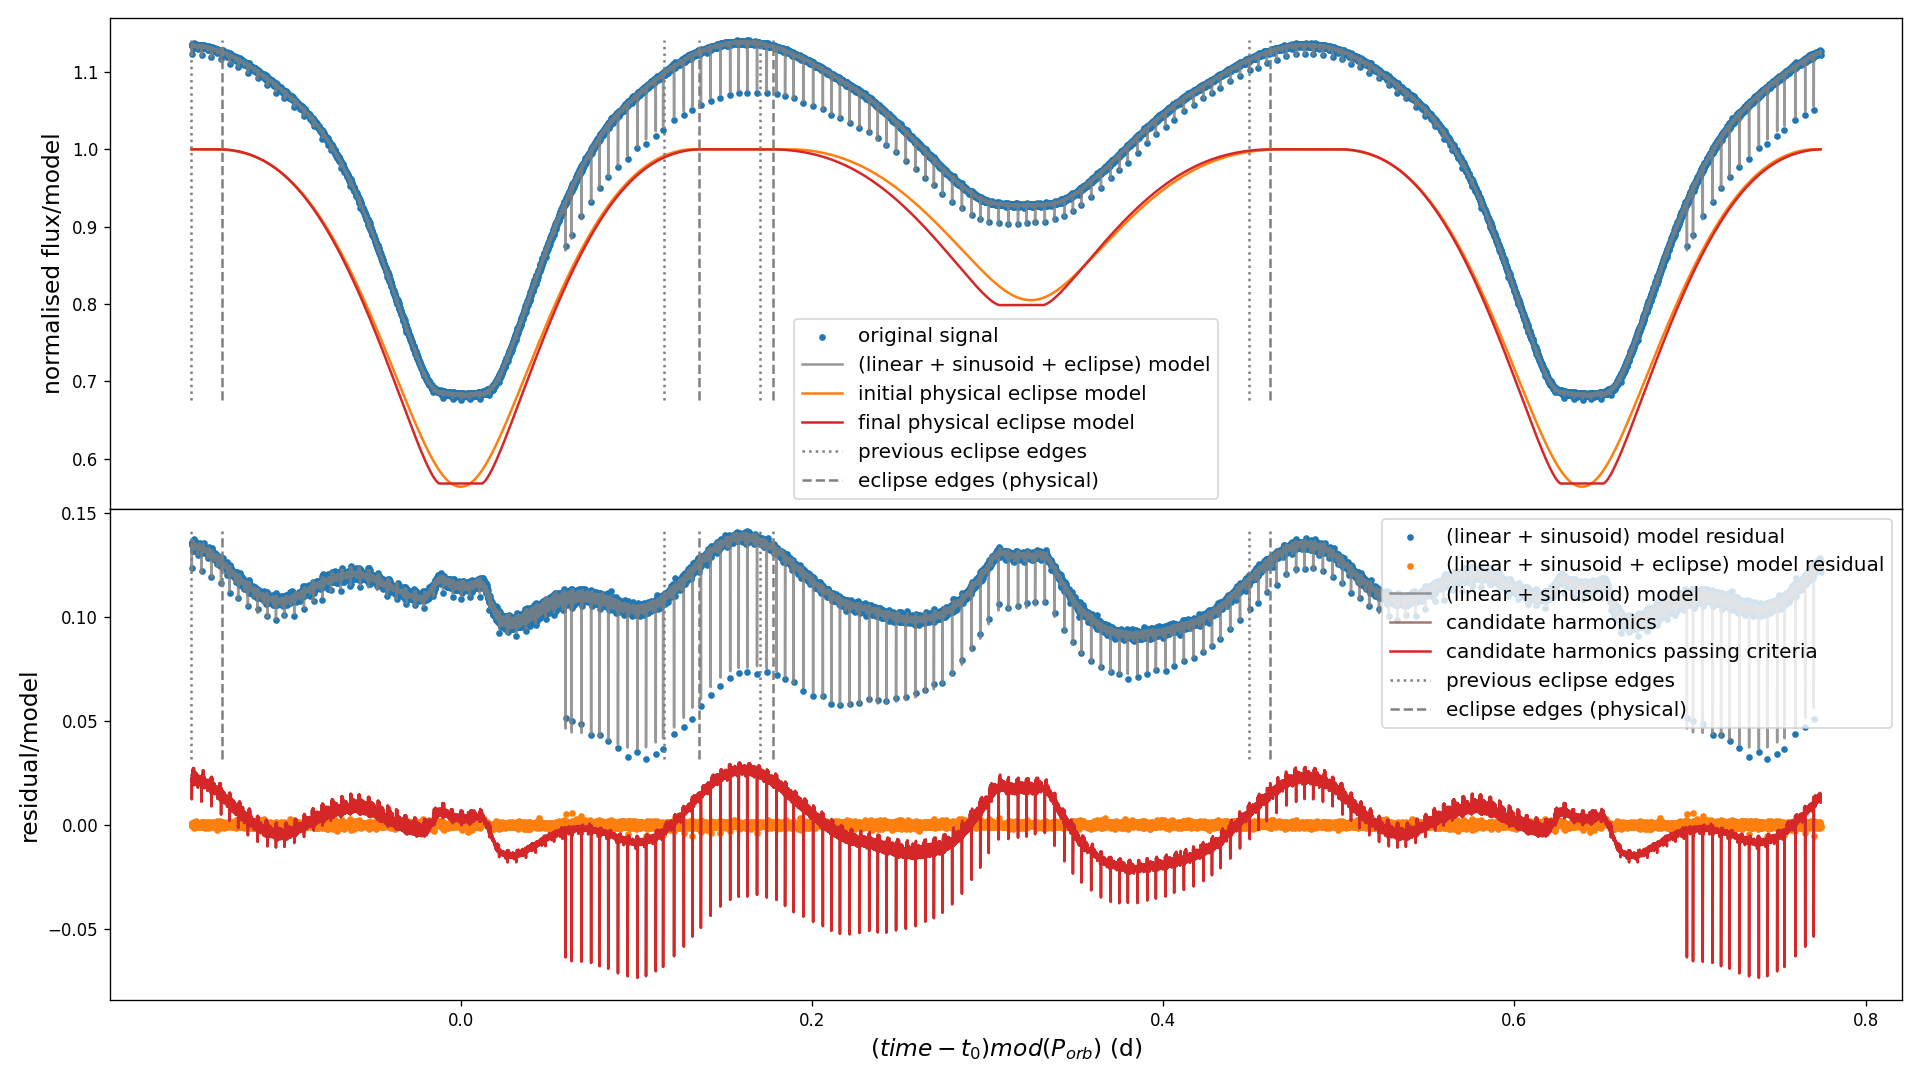 normalised flux/model
1.1
1.0
0.9
0.8
0.7
0.6
original signal
(linear + sinusoid + eclipse) model
initial physical eclipse model
final physical eclipse model
previous eclipse edges
eclipse edges (physical)
residual/model
0.15
0.10
0.05
0.00
−0.05
(linear + sinusoid) model residual
(linear + sinusoid + eclipse) model residual
(linear + sinusoid) model
candidate harmonics
candidate harmonics passing criteria
previous eclipse edges
eclipse edges (physical)
0.0 0.2 0.4 0.6 0.8
(time − t₀)mod(Pₒᵣb) (d)